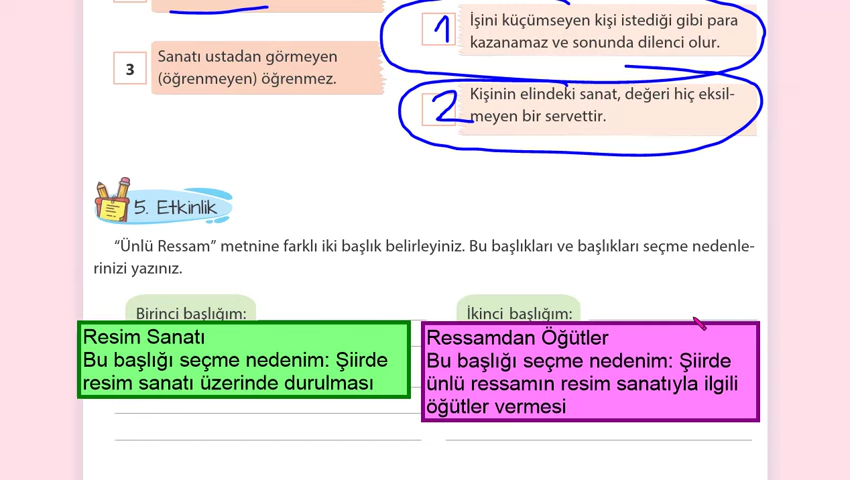 1
İşini küçümseyen kişi istediği gibi para
kazanamaz ve sonunda dilenci olur.
3
Sanatı ustadan görmeyen
(öğrenmeyen) öğrenmez.
2
Kişinin elindeki sanat, değeri hiç eksil-
meyen bir servettir.
5. Etkinlik
“Ünlü Ressam” metnine farklı iki başlık belirleyiniz. Bu başlıkları ve başlıkları seçme nedenle-
rinizi yazınız.
Birinci başlığım:
Resim Sanatı
Bu başlığı seçme nedenim: Şiirde
resim sanatı üzerinde durulması
İkinci başlığım:
Ressamdan Öğütler
Bu başlığı seçme nedenim: Şiirde
ünlü ressamın resim sanatıyla ilgili
öğütler vermesi